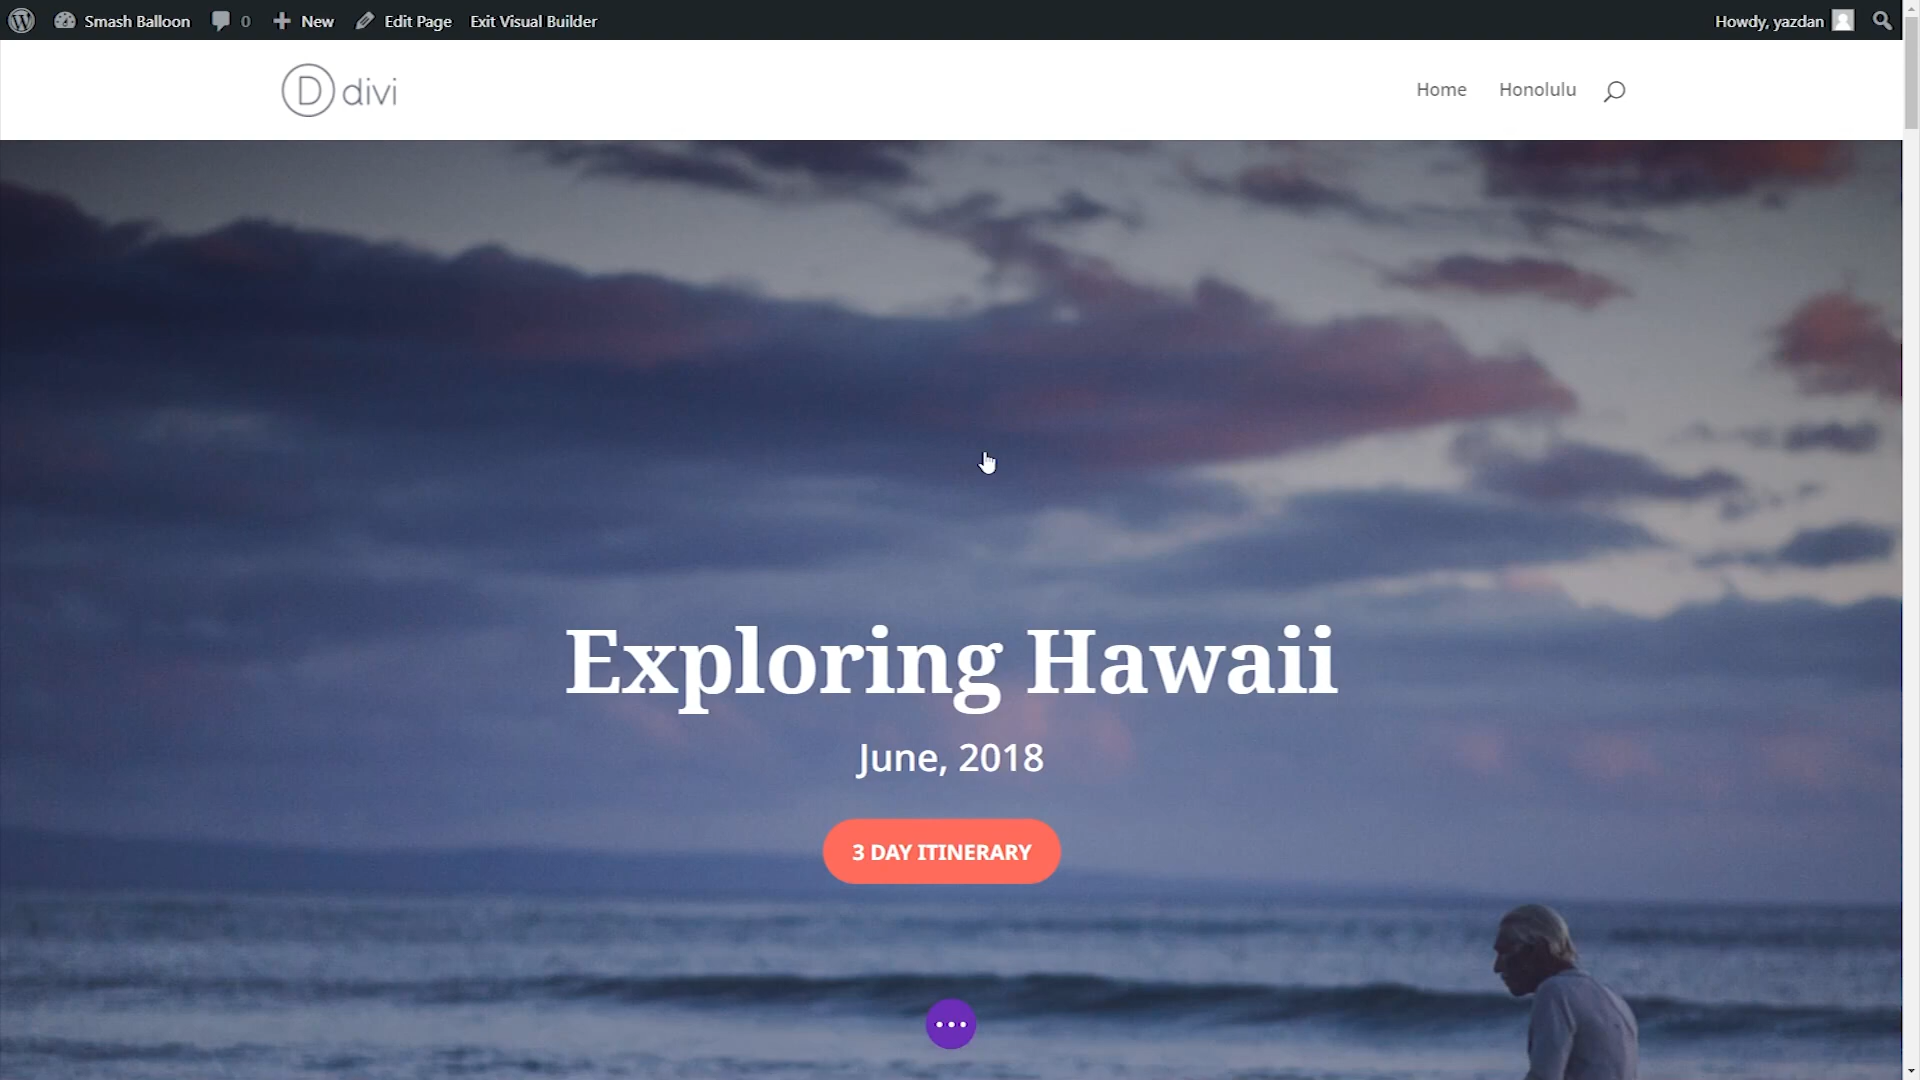 Smash Balloon 0 New Edit Page Exit Visual Builder Howdy, yazdan
D divi Home Honolulu
Exploring Hawaii
June, 2018
3 DAY ITINERARY